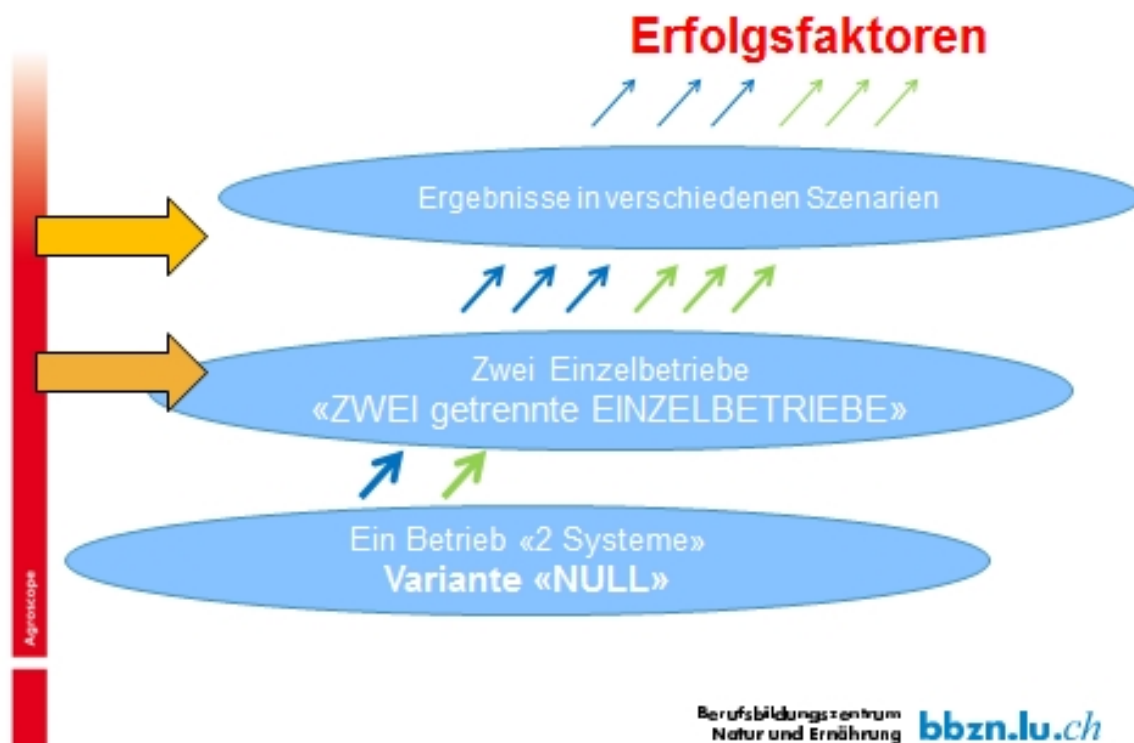 Erfolgsfaktoren
Ergebnisse in verschiedenen Szenarien
Zwei Einzelbetriebe
«ZWEI getrennte EINZELBETRIEBE»
Ein Betrieb «2 Systeme»
Variante «NULL»
Agroscope
Berufsbildungszentrum
Natur und Ernährung
bbzn.lu.ch